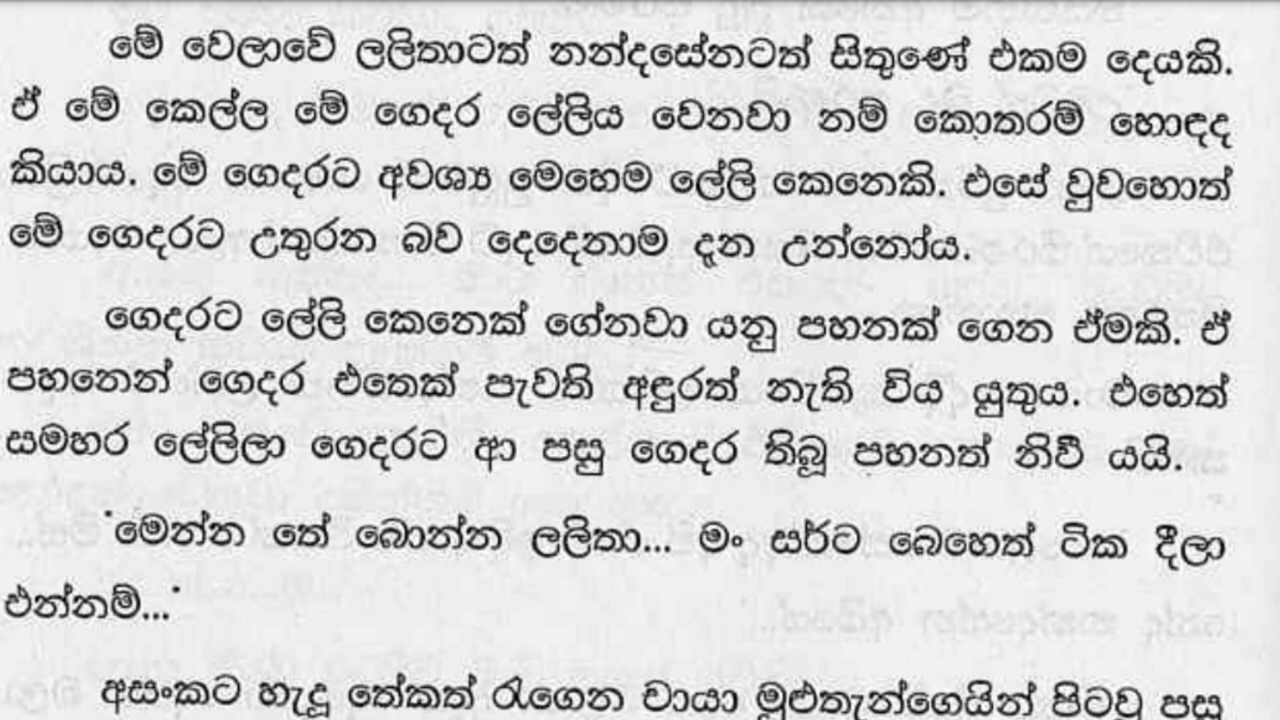 මේ වෙලාවේ ලලිතාටත් නන්දසේනටත් සිතුණේ එකම දෙයකි.
ඒ මේ කෙල්ල මේ ගෙදර ලේලිය වෙනවා නම් කොතරම් හොඳද
කියාය. මේ ගෙදරට අවශ්‍ය මෙහෙම ලේලි කෙනෙකි. එසේ වුවහොත්
මේ ගෙදරට උතුරන බව දෙදෙනාම දැන උන්නෝය.
ගෙදරට ලේලි කෙනෙක් ගේනවා යනු පහනක් ගෙන ඒමකි. ඒ
පහනෙන් ගෙදර එතෙක් පැවති අඳුරත් නැති විය යුතුය. එහෙත්
සමහර ලේලිලා ගෙදරට ආ පසු ගෙදර තිබූ පහනත් නිවී යයි.
'මෙන්න තේ බොන්න ලලිතා... මං සර්ට බෙහෙත් ටික දීලා
එන්නම්...'
අසංකට හැදූ තේකත් රැගෙන චායා මුළුතැන්ගෙයින් පිටවූ පසු